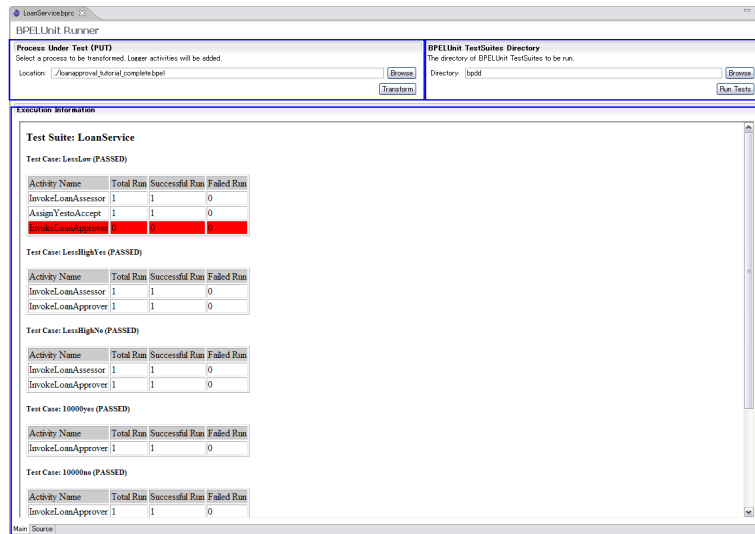 LoanService.bprc
BPELUnit Runner
Process Under Test (PUT)
Select a process to be transformed. Logger activities will be added.
Location: ./loanapproval_tutorial_complete.bpel Browse
Transform
BPELUnit TestSuites Directory
The directory of BPELUnit TestSuites to be run.
Directory: bpdd Browse
Run Tests
Execution Information
Test Suite: LoanService
Test Case: LessLow (PASSED)
Activity Name Total Run Successful Run Failed Run
InvokeLoanAssessor 1 1 0
AssignYestoAccept 1 1 0
InvokeLoanApprover 0 0 0
Test Case: LessHighYes (PASSED)
Activity Name Total Run Successful Run Failed Run
InvokeLoanAssessor 1 1 0
InvokeLoanApprover 1 1 0
Test Case: LessHighNo (PASSED)
Activity Name Total Run Successful Run Failed Run
InvokeLoanAssessor 1 1 0
InvokeLoanApprover 1 1 0
Test Case: 10000yes (PASSED)
Activity Name Total Run Successful Run Failed Run
InvokeLoanApprover 1 1 0
Test Case: 10000no (PASSED)
Activity Name Total Run Successful Run Failed Run
InvokeLoanApprover 1 1 0
Main Source